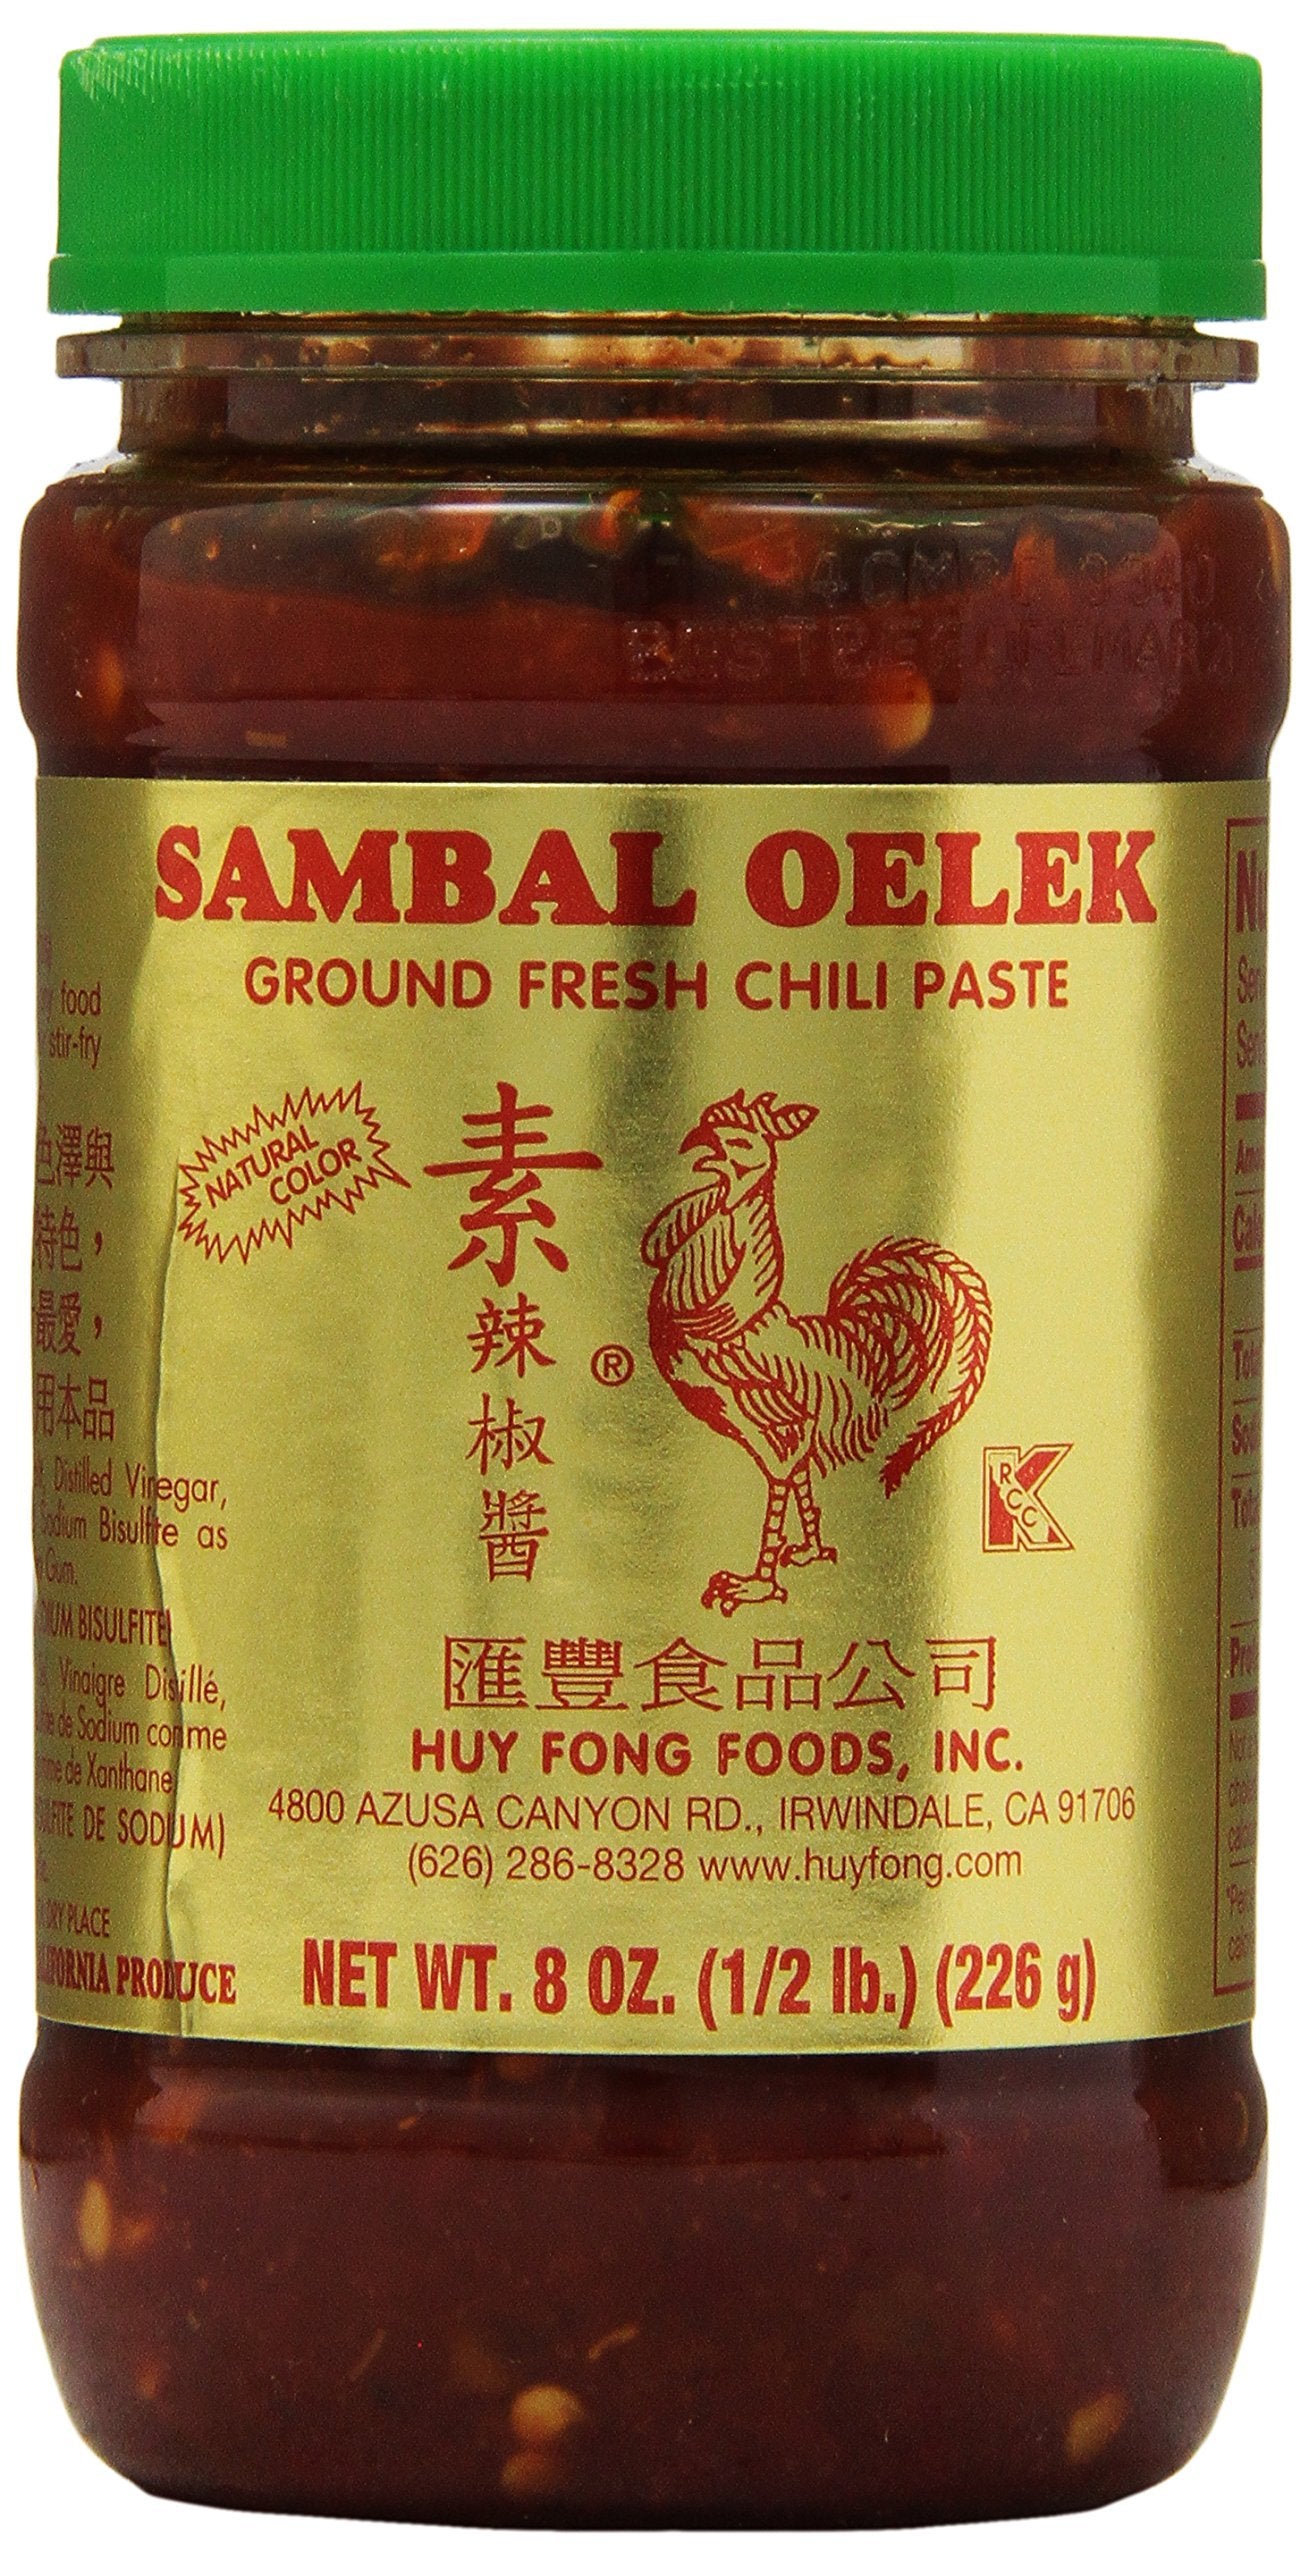 SAMBAL OELEK
GROUND FRESH CHILI PASTE
NATURAL
COLOR
素辣椒醬
®
RCC
K
匯豐食品公司
HUY FONG FOODS, INC.
4800 AZUSA CANYON RD., IRWINDALE, CA 91706
(626) 286-8328 www.huyfong.com
NET WT. 8 OZ. (1/2 lb.) (226 g)
food
stir-fry
色澤與
特色，
最愛，
用本品
Distilled Vinegar,
Sodium Bisulfite as
Gum.
BISULFITE)
Vinaigre Distillé,
de Sodium comme
de Xanthane
DE SODIUM)
DRY PLACE
PRODUCE